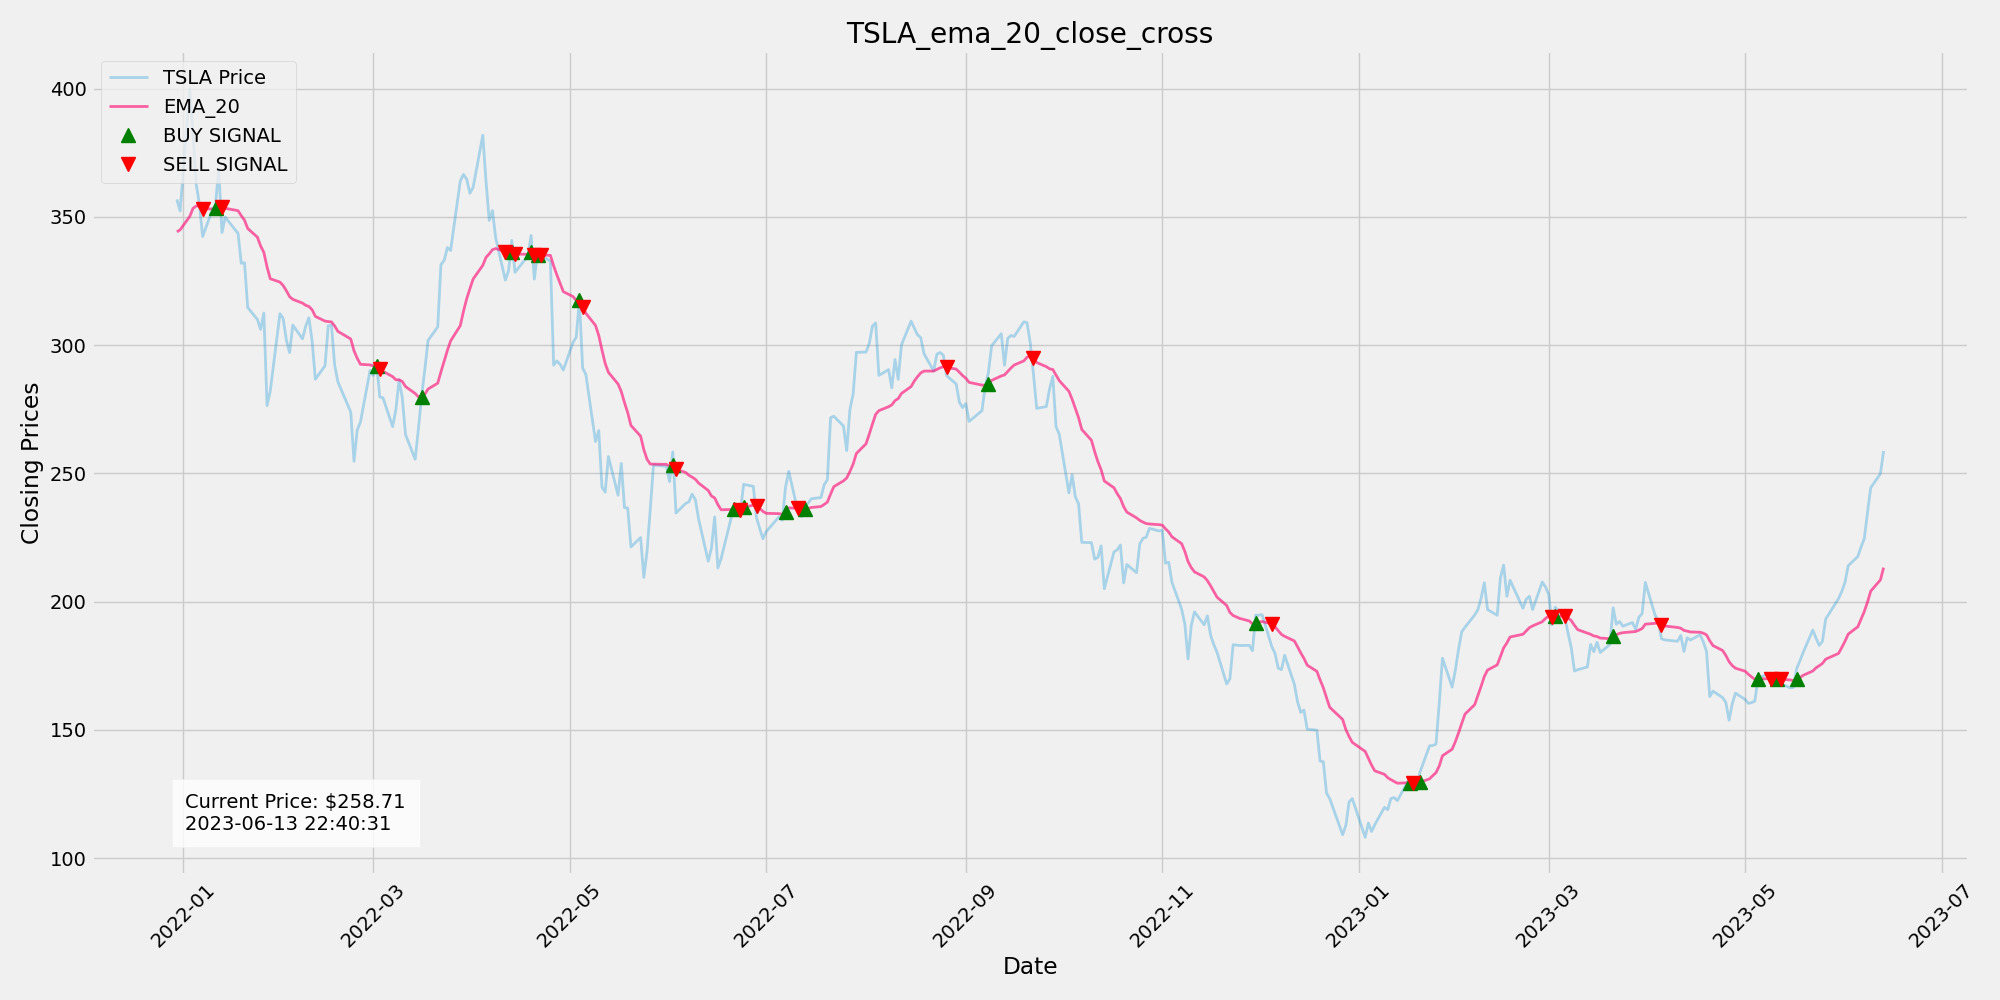 TSLA_ema_20_close_cross
TSLA Price
EMA_20
BUY SIGNAL
SELL SIGNAL
Closing Prices
400
350
300
250
200
150
100
Current Price: $258.71
2023-06-13 22:40:31
2022-01
2022-03
2022-05
2022-07
2022-09
2022-11
2023-01
2023-03
2023-05
2023-07
Date